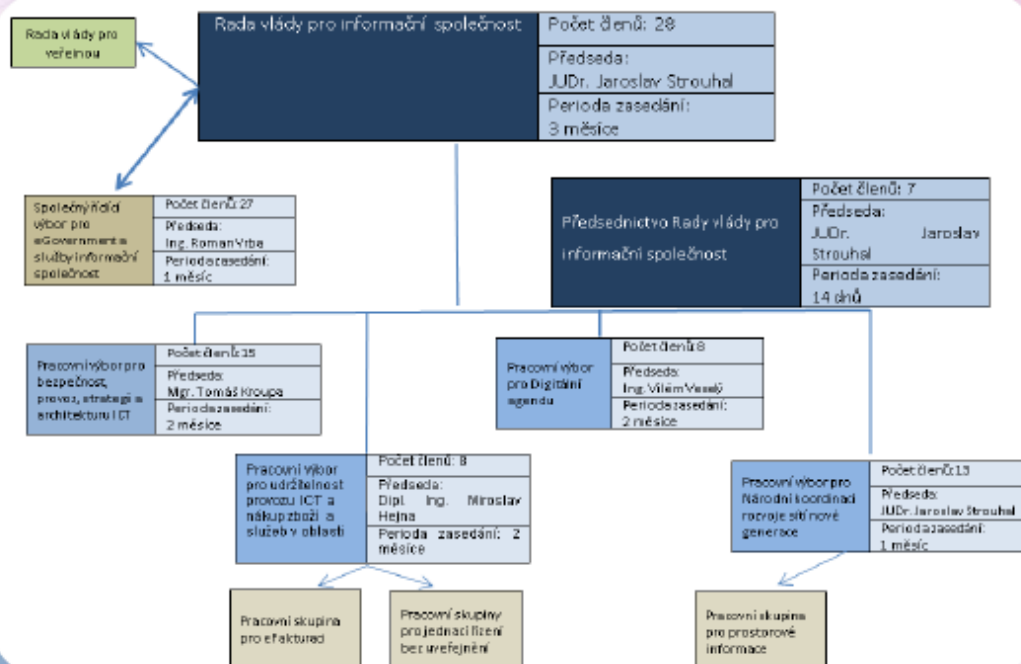 Rada vlády pro
veřejnou
Rada vlády pro informační společnost
Počet členů: 28
Předseda:
JUDr. Jaroslav Strouhal
Perioda zasedání:
3 měsíce
Společný řídící
výbor pro
eGovernment a
služby informační
společnost
Počet členů: 27
Předseda:
Ing. Roman Vrba
Perioda zasedání:
1 měsíc
Předsednictvo Rady vlády pro
informační společnost
Počet členů: 7
Předseda:
JUDr. Jaroslav
Strouhal
Perioda zasedání:
14 dnů
Pracovní výbor pro
bezpečnost,
provoz, strategii a
architekturu ICT
Počet členů: 15
Předseda:
Mgr. Tomáš Kroupa
Perioda zasedání:
2 měsíce
Pracovní výbor
pro Digitální
agendu
Počet členů: 8
Předseda:
Ing. Vilém Veselý
Perioda zasedání:
2 měsíce
Pracovní výbor
pro udržitelnost
provozu ICT a
nákup zboží a
služeb v oblasti
Počet členů: 8
Předseda:
Dipl. Ing. Miroslav
Hejna
Perioda zasedání: 2
měsíce
Pracovní výbor pro
Národní koordinaci
rozvoje sítí nové
generace
Počet členů: 13
Předseda:
JUDr. Jaroslav Strouhal
Perioda zasedání:
1 měsíc
Pracovní skupina
pro eFakturaci
Pracovní skupiny
pro jednací řízení
bez uveřejnění
Pracovní skupina
pro prostorové
informace